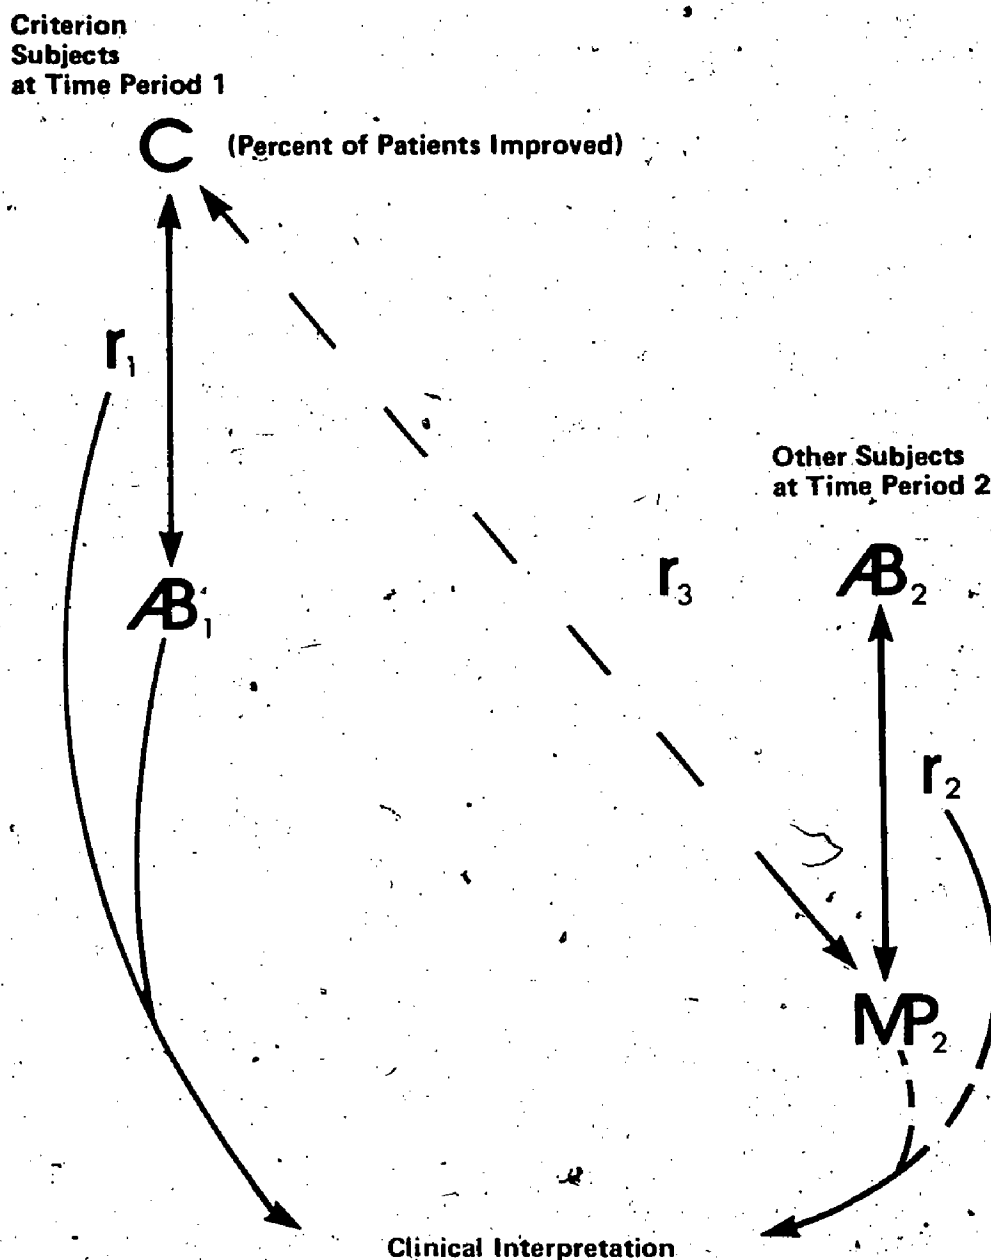 Criterion
Subjects
at Time Period 1
C (Percent of Patients Improved)
r1
Other Subjects
at Time Period 2
r3
AB2
AB1
r2
MP2
Clinical Interpretation